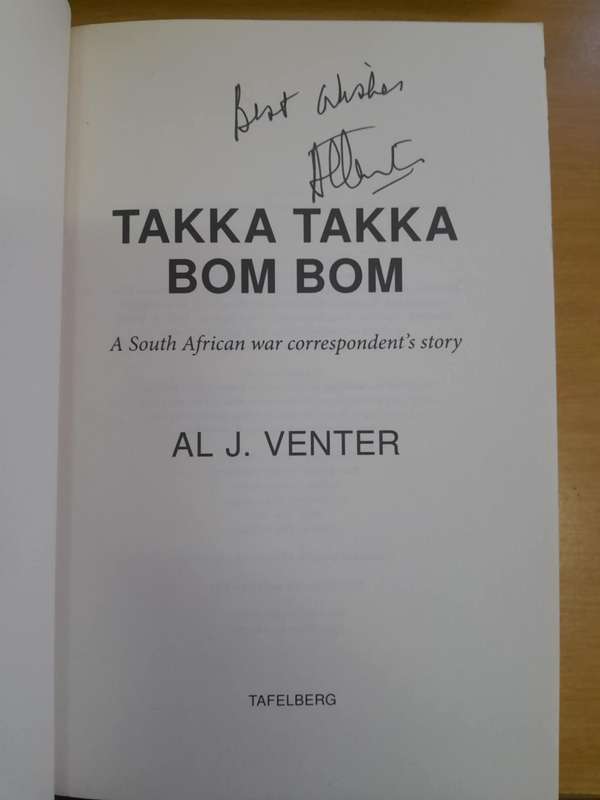 Best Wishes
TAKKA TAKKA
BOM BOM
A South African war correspondent's story
AL J. VENTER
TAFELBERG